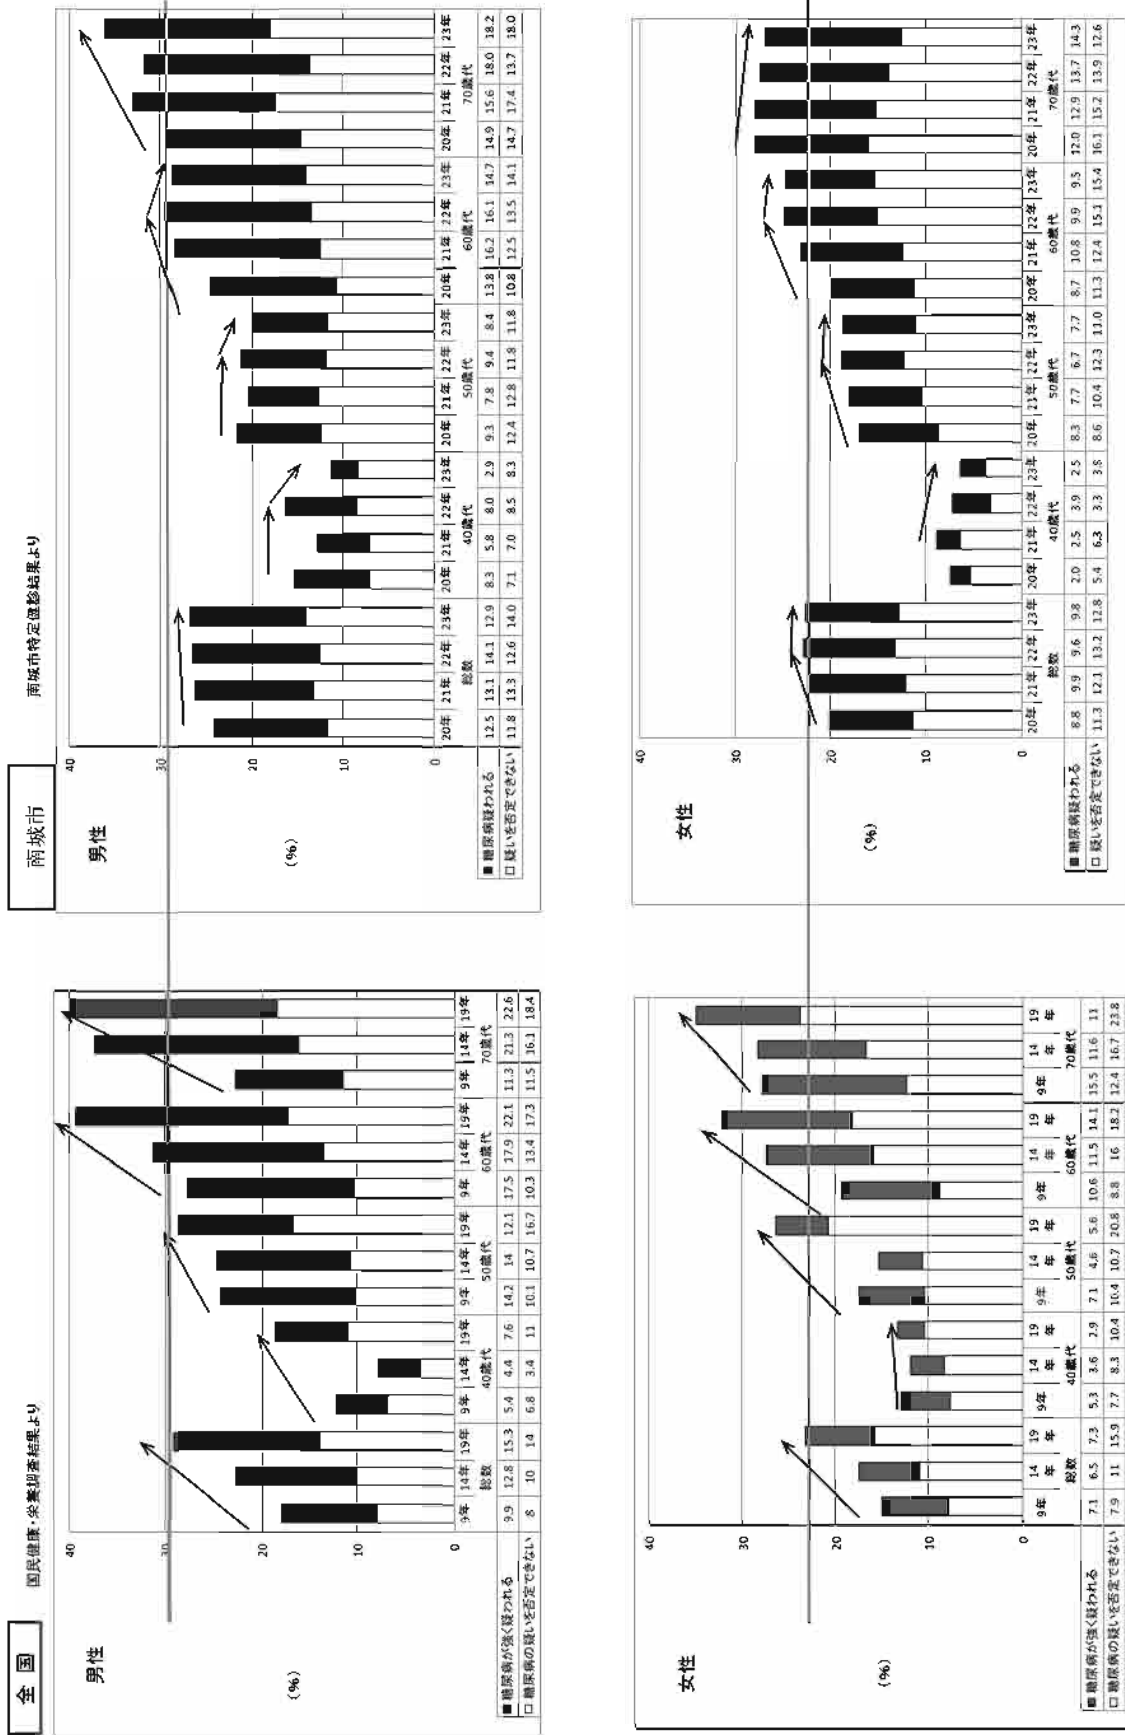 全国
国民健康・栄養調査結果より
男性
(%)
40
30
20
10
0
9年 14年 19年 9年 14年 19年 9年 14年 19年 9年 14年 19年 9年 14年 19年
総数 40歳代 50歳代 60歳代 70歳代
■糖尿病が強く疑われる 9.9 12.8 15.3 5.4 4.4 7.6 14.2 14 12.1 17.5 17.9 22.1 11.3 21.3 22.6
□糖尿病の疑いを否定できない 8 10 14 6.8 3.4 11 10.1 10.7 16.7 10.3 13.4 17.3 11.5 16.1 18.4
女性
(%)
40
30
20
10
0
9年 14年 19年 9年 14年 19年 9年 14年 19年 9年 14年 19年 9年 14年 19年
総数 40歳代 50歳代 60歳代 70歳代
■糖尿病が強く疑われる 7.1 6.5 7.3 5.3 3.6 2.9 7.1 4.6 5.6 10.6 11.5 14.1 15.5 11.6 11
□糖尿病の疑いを否定できない 7.9 11 15.9 7.7 8.3 10.4 10.4 10.7 20.8 8.8 16 18.2 12.4 16.7 23.8
南城市
南城市特定健診結果より
男性
(%)
40
30
20
10
0
20年 21年 22年 23年 20年 21年 22年 23年 20年 21年 22年 23年 20年 21年 22年 23年 20年 21年 22年 23年
総数 40歳代 50歳代 60歳代 70歳代
■糖尿病疑われる 12.5 13.1 14.1 12.9 8.3 5.8 8.0 2.9 9.3 7.8 9.4 8.4 13.8 16.2 16.1 14.7 14.9 15.6 18.0 18.2
□疑いを否定できない 11.8 13.3 12.6 14.0 7.1 7.0 8.5 8.3 12.4 12.8 11.8 11.8 10.8 12.5 13.5 14.1 14.7 17.4 13.7 18.0
女性
(%)
40
30
20
10
0
20年 21年 22年 23年 20年 21年 22年 23年 20年 21年 22年 23年 20年 21年 22年 23年 20年 21年 22年 23年
総数 40歳代 50歳代 60歳代 70歳代
■糖尿病疑われる 8.8 9.9 9.6 9.8 2.0 2.5 3.9 2.5 8.3 7.7 6.7 7.7 8.7 10.8 9.9 9.5 12.0 12.9 13.7 14.3
□疑いを否定できない 11.3 12.1 13.2 12.8 5.4 6.3 3.3 3.8 8.6 10.4 12.3 11.0 11.3 12.4 15.1 15.4 16.1 15.2 13.9 12.6